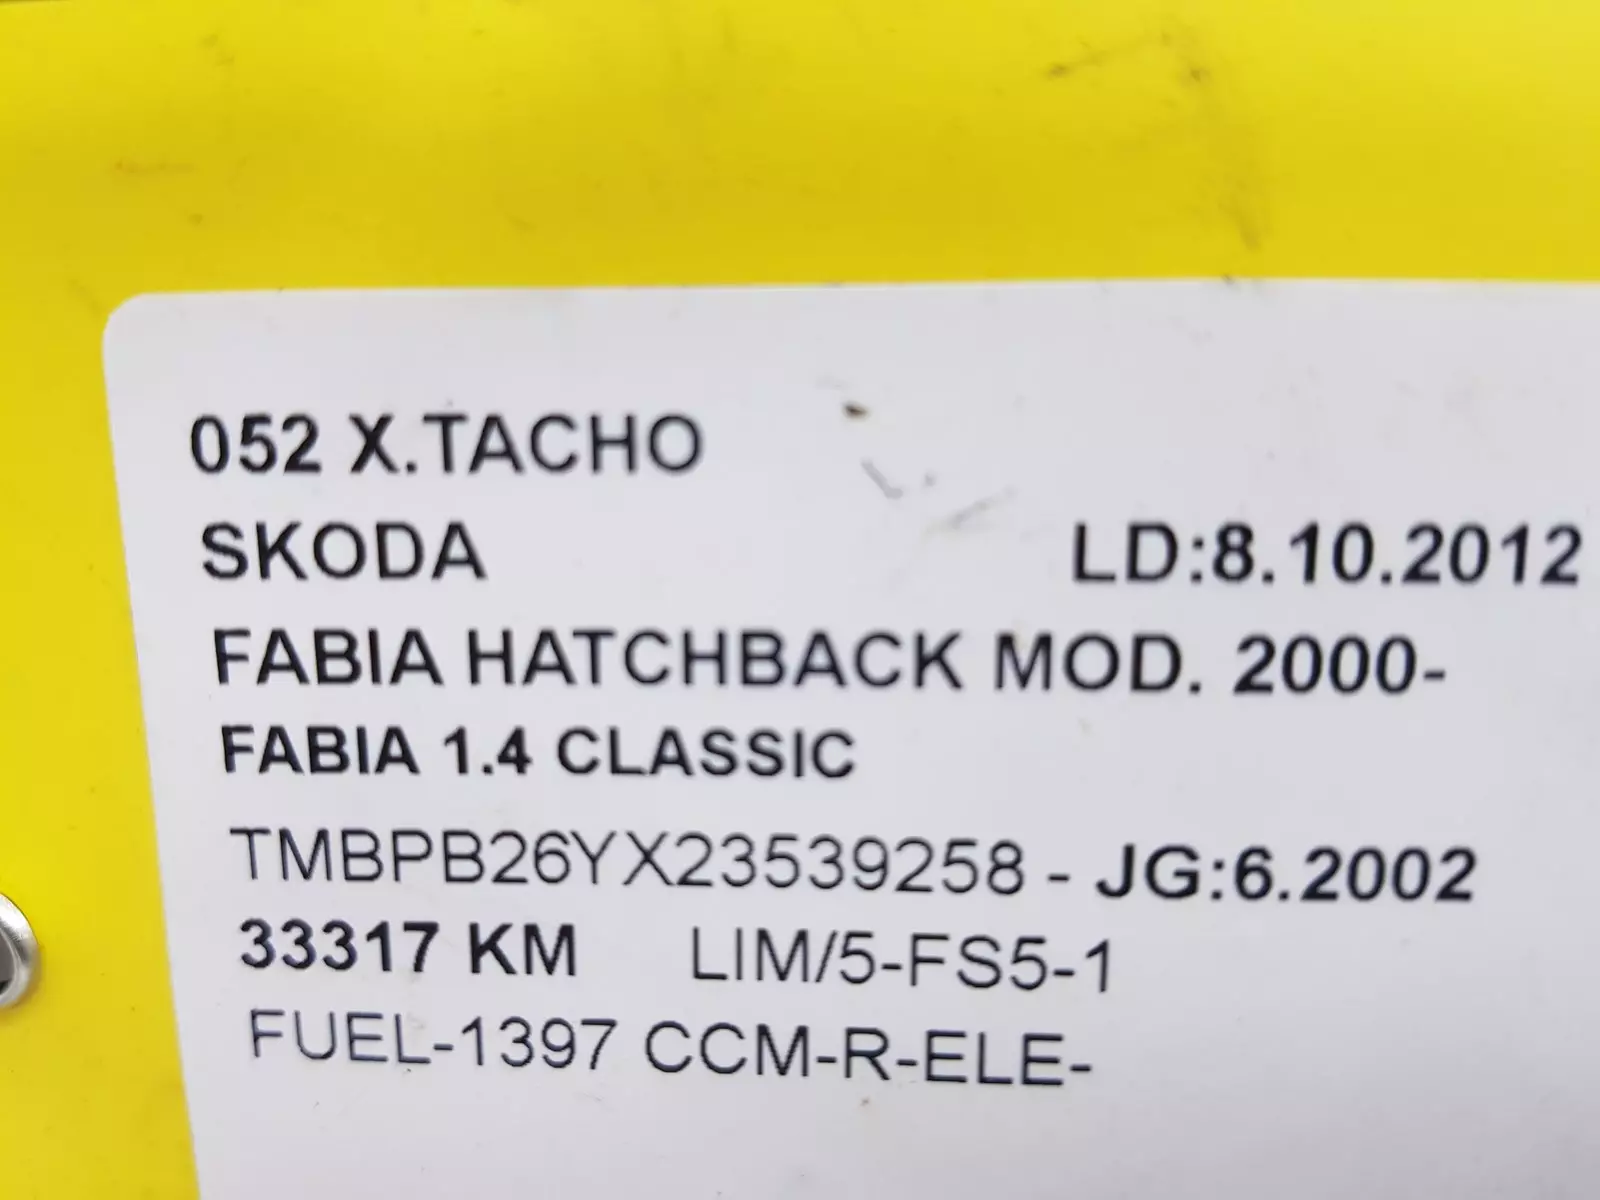 052 X.TACHO
SKODA LD:8.10.2012
FABIA HATCHBACK MOD. 2000-
FABIA 1.4 CLASSIC
TMBPB26YX23539258 - JG:6.2002
33317 KM LIM/5-FS5-1
FUEL-1397 CCM-R-ELE-